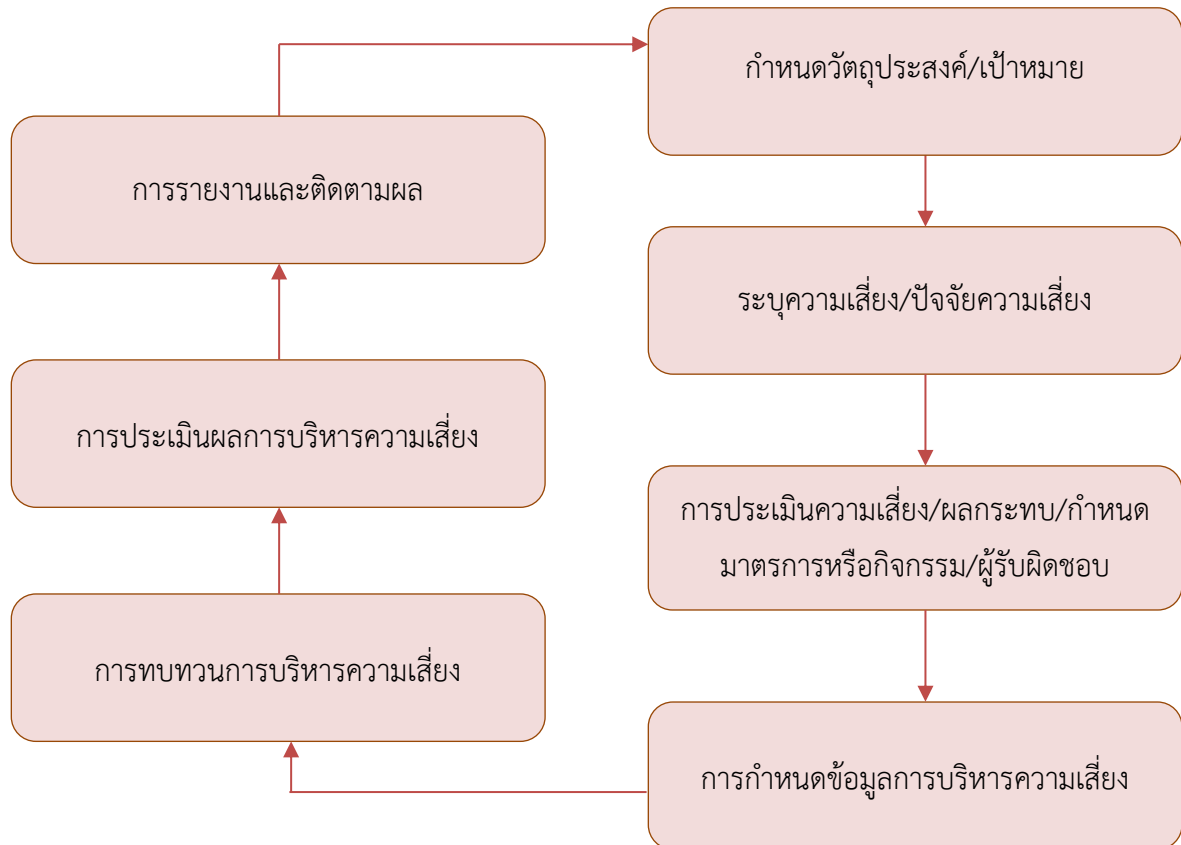 กำหนดวัตถุประสงค์/เป้าหมาย
ระบุความเสี่ยง/ปัจจัยความเสี่ยง
การประเมินความเสี่ยง/ผลกระทบ/กำหนด
มาตรการหรือกิจกรรม/ผู้รับผิดชอบ
การกำหนดข้อมูลการบริหารความเสี่ยง
การทบทวนการบริหารความเสี่ยง
การประเมินผลการบริหารความเสี่ยง
การรายงานและติดตามผล